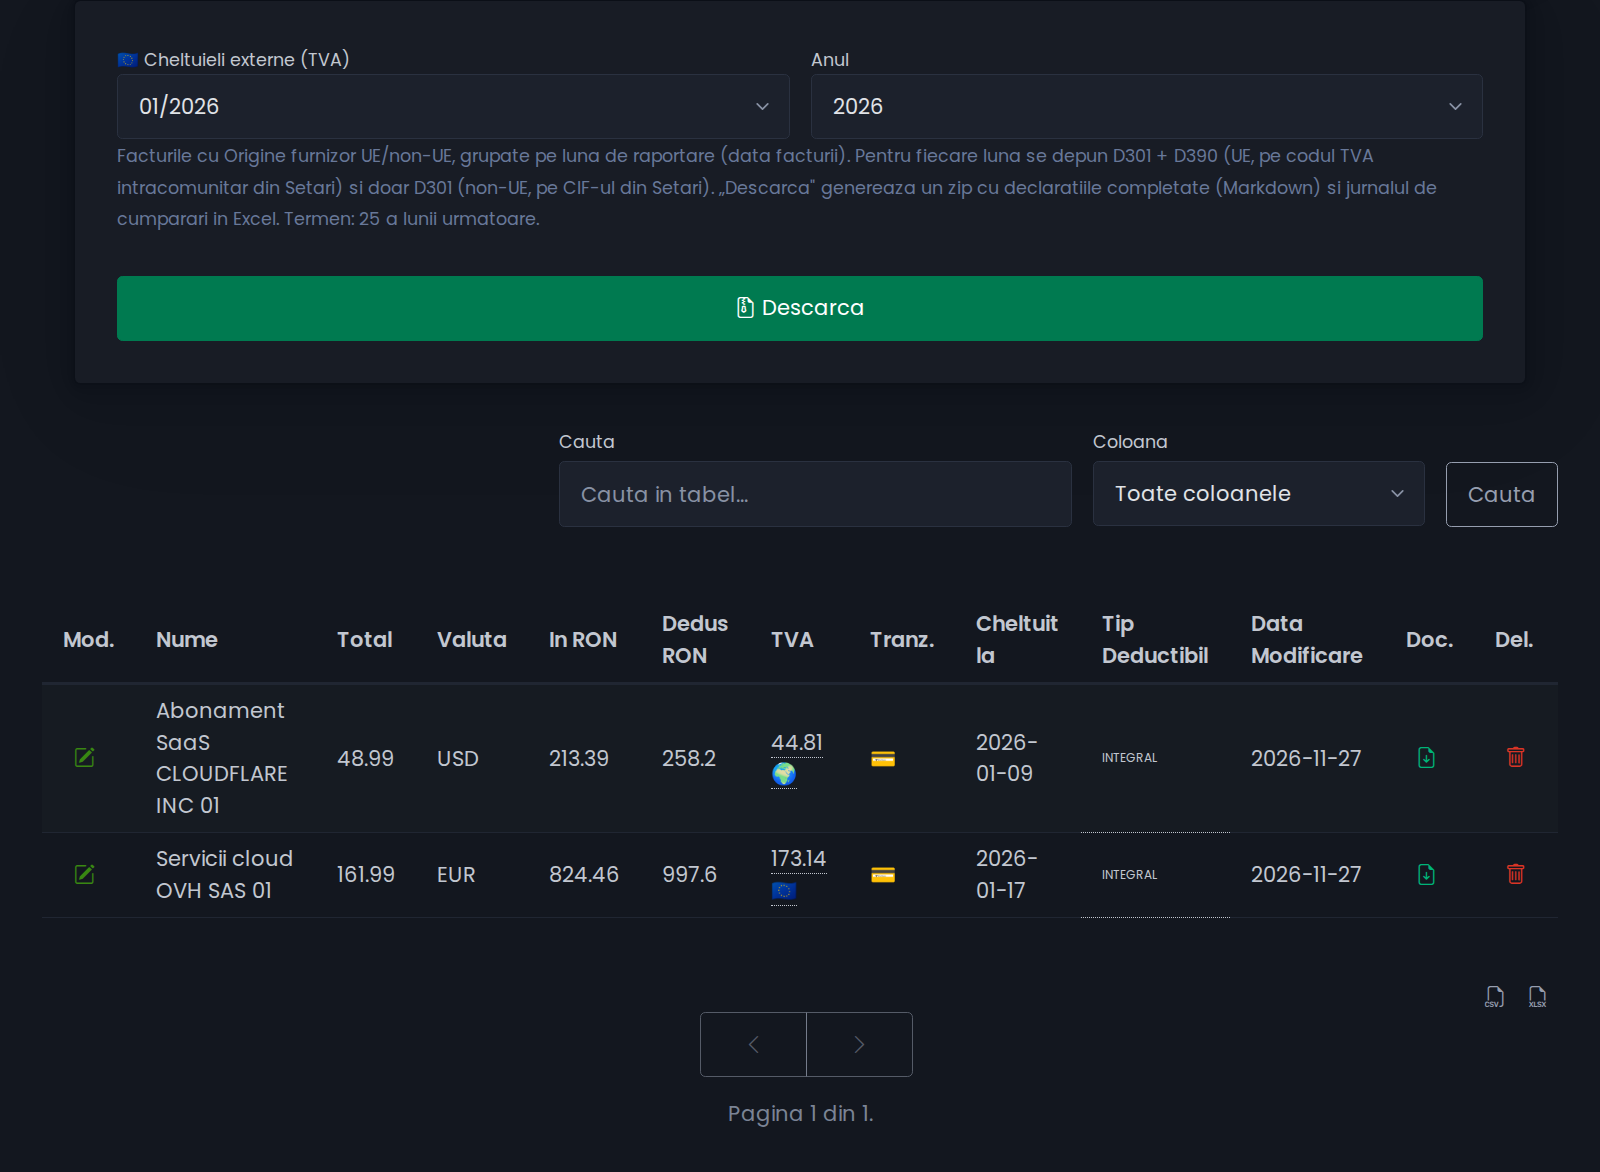 Cheltuieli externe (TVA)
Anul
01/2026
2026
Facturile cu Origine furnizor UE/non-UE, grupate pe luna de raportare (data facturii). Pentru fiecare luna se depun D301 + D390 (UE, pe codul TVA
intracomunitar din Setari) si doar D301 (non-UE, pe CIF-ul din Setari). „Descarca" genereaza un zip cu declaratiile completate (Markdown) si jurnalul de
cumparari in Excel. Termen: 25 a lunii urmatoare.
Descarca
Cauta
Coloana
Cauta in tabel...
Toate coloanele
Cauta
Mod.
Nume
Total
Valuta
In RON
Dedus
RON
TVA
Tranz.
Cheltuit
la
Tip
Deductibil
Data
Modificare
Doc.
Del.
Abonament
SaaS
CLOUDFLARE
INC 01
48.99
USD
213.39
258.2
44.81
2026-
01-09
INTEGRAL
2026-11-27
Servicii cloud
OVH SAS 01
161.99
EUR
824.46
997.6
173.14
2026-
01-17
INTEGRAL
2026-11-27
CSV
XLSX
Pagina 1 din 1.